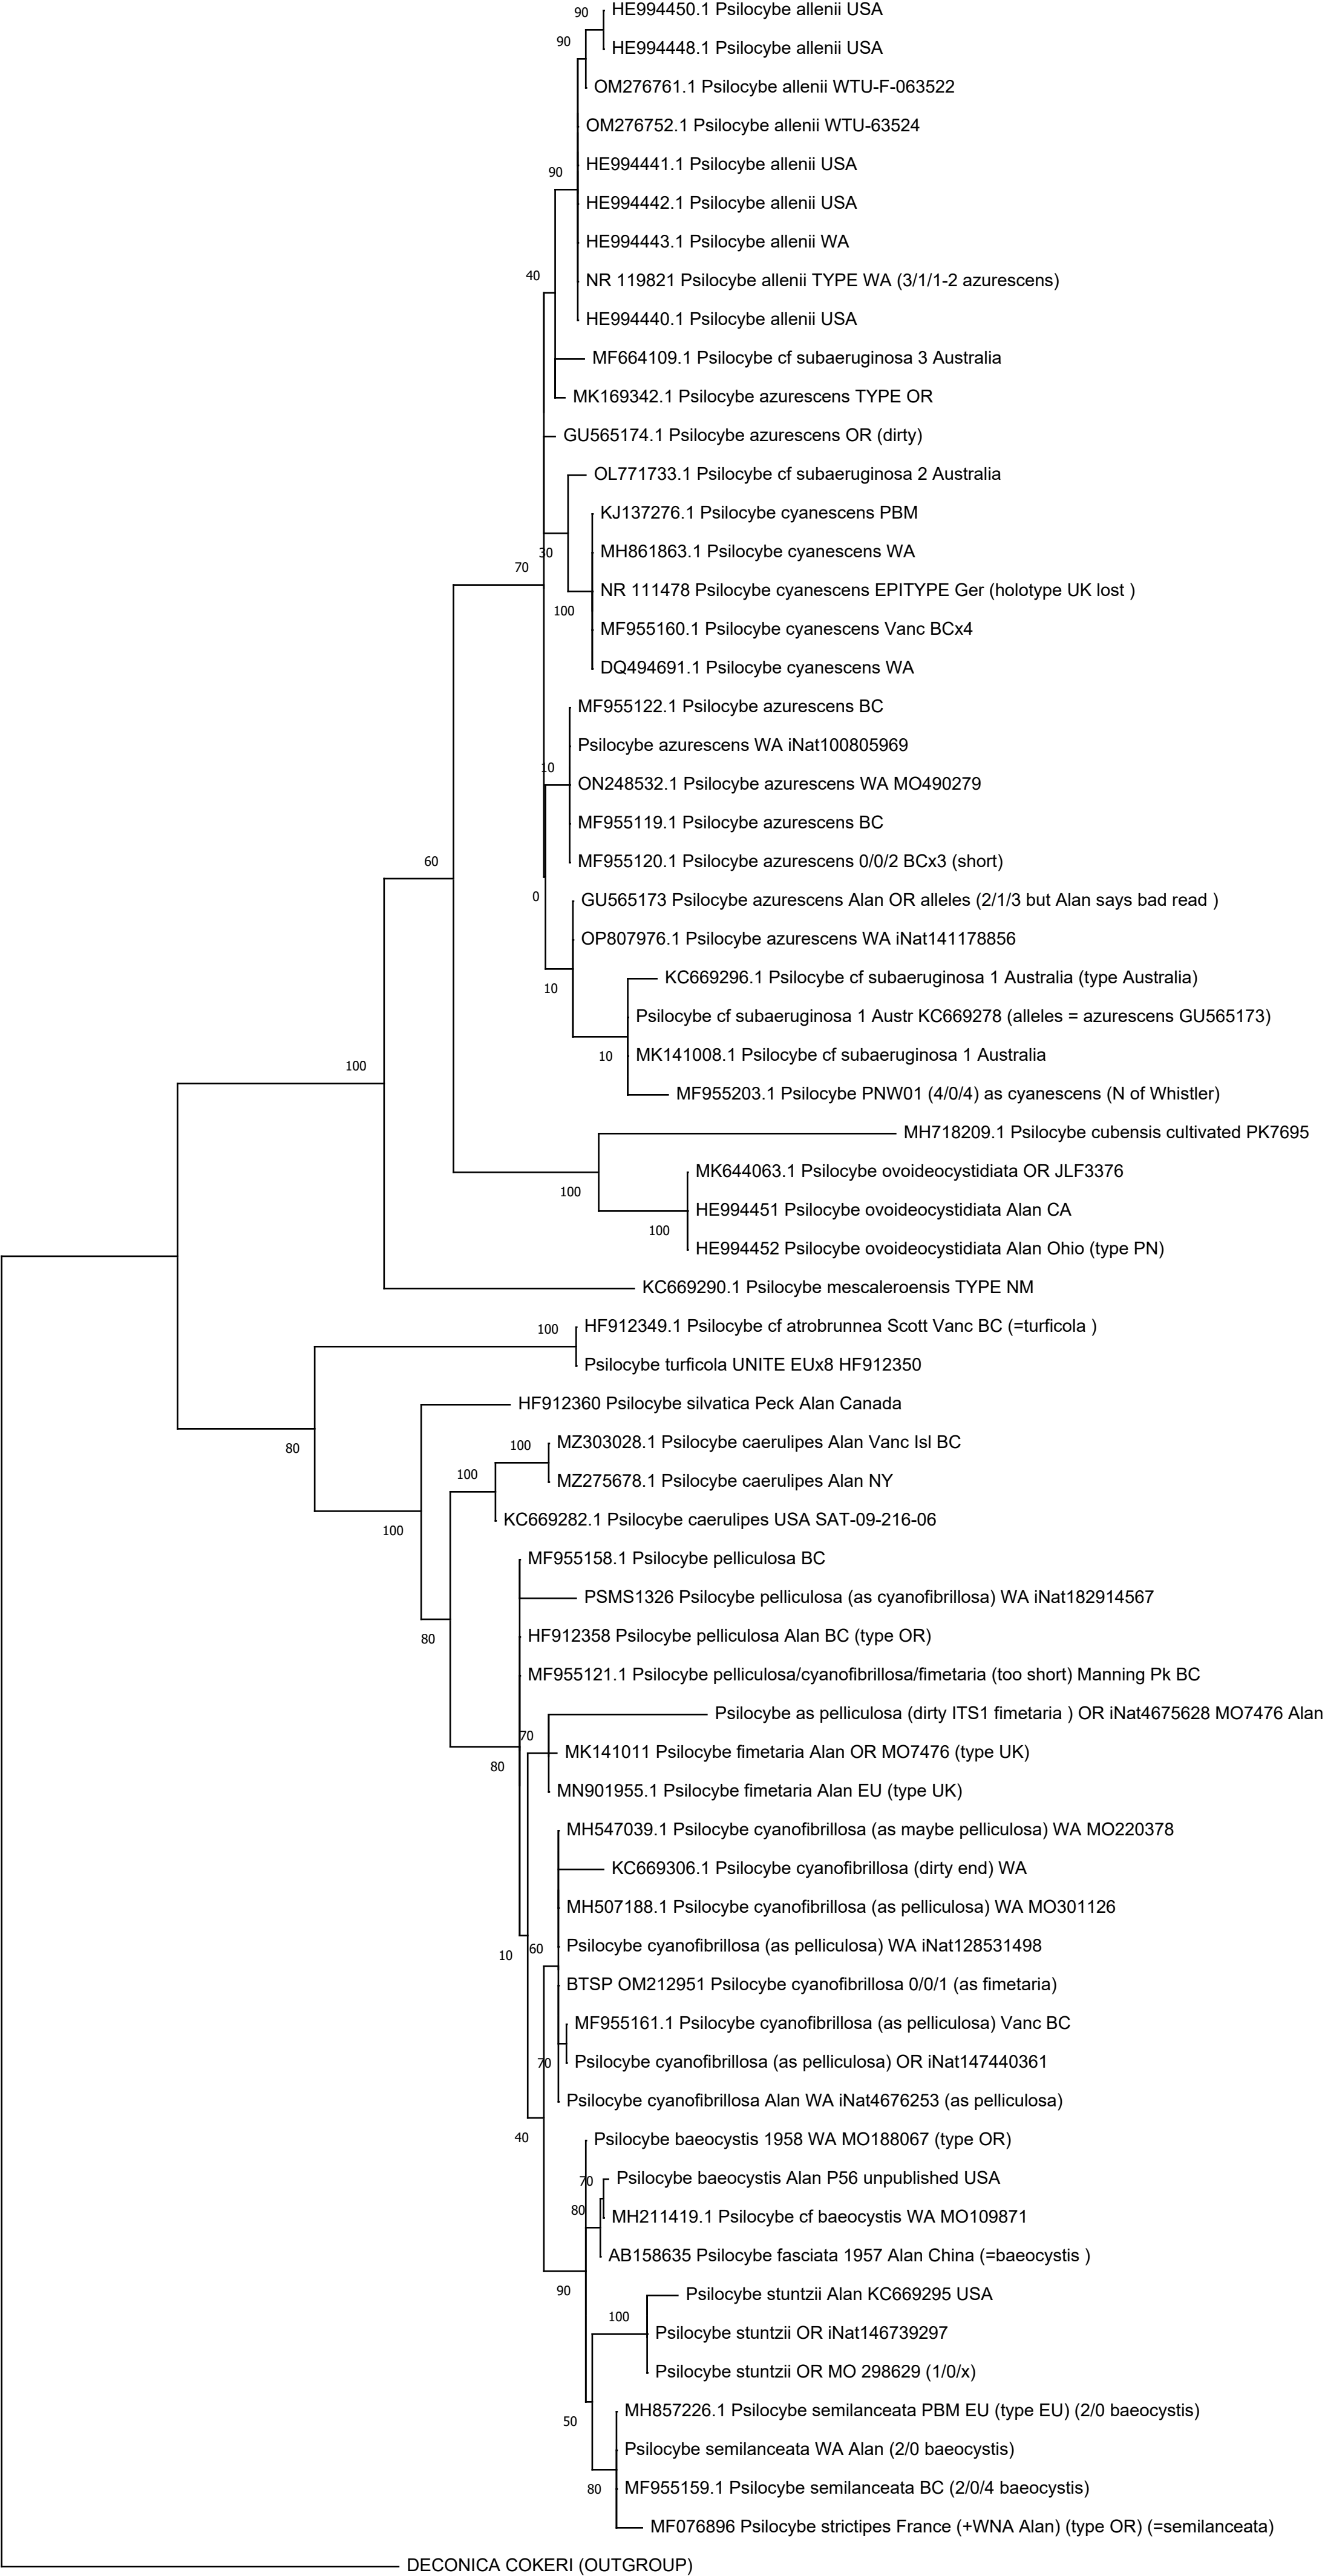 90
HE994450.1 Psilocybe allenii USA
90
HE994448.1 Psilocybe allenii USA
OM276761.1 Psilocybe allenii WTU-F-063522
OM276752.1 Psilocybe allenii WTU-63524
90
HE994441.1 Psilocybe allenii USA
HE994442.1 Psilocybe allenii USA
HE994443.1 Psilocybe allenii WA
40
NR 119821 Psilocybe allenii TYPE WA (3/1/1-2 azurescens)
HE994440.1 Psilocybe allenii USA
MF664109.1 Psilocybe cf subaeruginosa 3 Australia
MK169342.1 Psilocybe azurescens TYPE OR
GU565174.1 Psilocybe azurescens OR (dirty)
OL771733.1 Psilocybe cf subaeruginosa 2 Australia
KJ137276.1 Psilocybe cyanescens PBM
30
MH861863.1 Psilocybe cyanescens WA
70
NR 111478 Psilocybe cyanescens EPITYPE Ger (holotype UK lost )
100
MF955160.1 Psilocybe cyanescens Vanc BCx4
DQ494691.1 Psilocybe cyanescens WA
MF955122.1 Psilocybe azurescens BC
Psilocybe azurescens WA iNat100805969
10
ON248532.1 Psilocybe azurescens WA MO490279
MF955119.1 Psilocybe azurescens BC
60
MF955120.1 Psilocybe azurescens 0/0/2 BCx3 (short)
0
GU565173 Psilocybe azurescens Alan OR alleles (2/1/3 but Alan says bad read )
OP807976.1 Psilocybe azurescens WA iNat141178856
KC669296.1 Psilocybe cf subaeruginosa 1 Australia (type Australia)
10
Psilocybe cf subaeruginosa 1 Austr KC669278 (alleles = azurescens GU565173)
10
MK141008.1 Psilocybe cf subaeruginosa 1 Australia
100
MF955203.1 Psilocybe PNW01 (4/0/4) as cyanescens (N of Whistler)
MH718209.1 Psilocybe cubensis cultivated PK7695
MK644063.1 Psilocybe ovoideocystidiata OR JLF3376
100
HE994451 Psilocybe ovoideocystidiata Alan CA
100
HE994452 Psilocybe ovoideocystidiata Alan Ohio (type PN)
KC669290.1 Psilocybe mescaleroensis TYPE NM
100
HF912349.1 Psilocybe cf atrobrunnea Scott Vanc BC (=turficola )
Psilocybe turficola UNITE EUx8 HF912350
HF912360 Psilocybe silvatica Peck Alan Canada
80
100
MZ303028.1 Psilocybe caerulipes Alan Vanc Isl BC
100
MZ275678.1 Psilocybe caerulipes Alan NY
KC669282.1 Psilocybe caerulipes USA SAT-09-216-06
100
MF955158.1 Psilocybe pelliculosa BC
PSMS1326 Psilocybe pelliculosa (as cyanofibrillosa) WA iNat182914567
80
HF912358 Psilocybe pelliculosa Alan BC (type OR)
MF955121.1 Psilocybe pelliculosa/cyanofibrillosa/fimetaria (too short) Manning Pk BC
Psilocybe as pelliculosa (dirty ITS1 fimetaria ) OR iNat4675628 MO7476 Alan
70
MK141011 Psilocybe fimetaria Alan OR MO7476 (type UK)
80
MN901955.1 Psilocybe fimetaria Alan EU (type UK)
MH547039.1 Psilocybe cyanofibrillosa (as maybe pelliculosa) WA MO220378
KC669306.1 Psilocybe cyanofibrillosa (dirty end) WA
MH507188.1 Psilocybe cyanofibrillosa (as pelliculosa) WA MO301126
10
60
Psilocybe cyanofibrillosa (as pelliculosa) WA iNat128531498
BTSP OM212951 Psilocybe cyanofibrillosa 0/0/1 (as fimetaria)
MF955161.1 Psilocybe cyanofibrillosa (as pelliculosa) Vanc BC
70
Psilocybe cyanofibrillosa (as pelliculosa) OR iNat147440361
Psilocybe cyanofibrillosa Alan WA iNat4676253 (as pelliculosa)
40
Psilocybe baeocystis 1958 WA MO188067 (type OR)
70
Psilocybe baeocystis Alan P56 unpublished USA
80
MH211419.1 Psilocybe cf baeocystis WA MO109871
AB158635 Psilocybe fasciata 1957 Alan China (=baeocystis )
90
Psilocybe stuntzii Alan KC669295 USA
100
Psilocybe stuntzii OR iNat146739297
Psilocybe stuntzii OR MO 298629 (1/0/x)
MH857226.1 Psilocybe semilanceata PBM EU (type EU) (2/0 baeocystis)
50
Psilocybe semilanceata WA Alan (2/0 baeocystis)
80
MF955159.1 Psilocybe semilanceata BC (2/0/4 baeocystis)
MF076896 Psilocybe strictipes France (+WNA Alan) (type OR) (=semilanceata)
DECONICA COKERI (OUTGROUP)